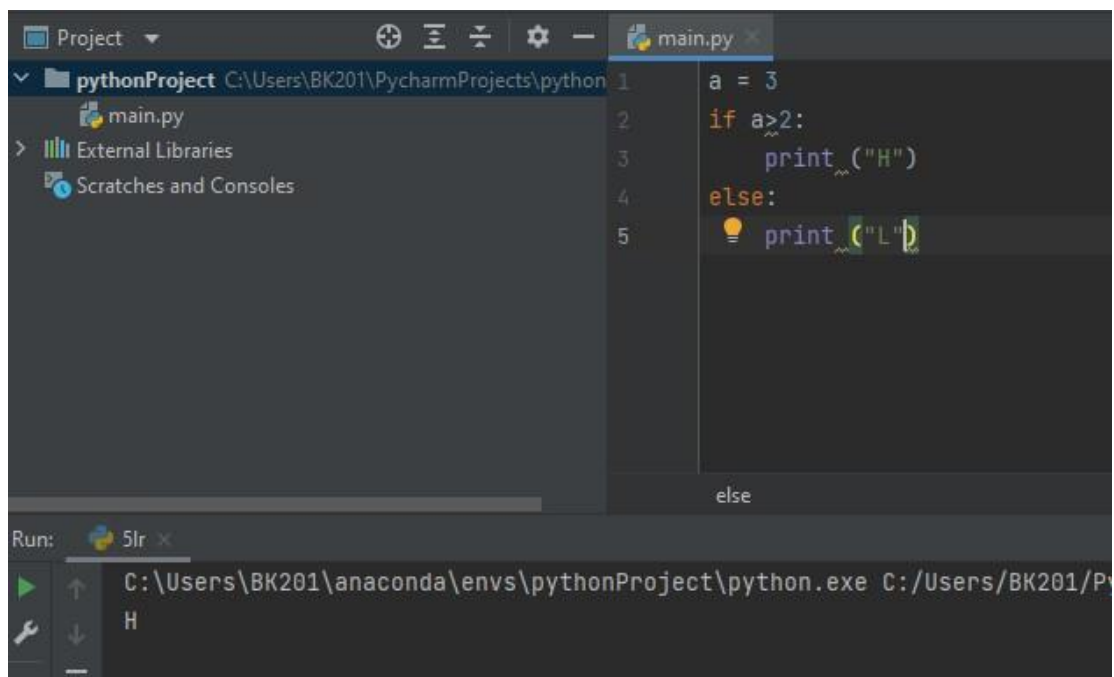 Project
pythonProject C:\Users\BK201\PycharmProjects\python
main.py
External Libraries
Scratches and Consoles
main.py
1 a = 3
2 if a>2:
3 print ("H")
4 else:
5 print ("L")
else
Run: 5lr
C:\Users\BK201\anaconda\envs\pythonProject\python.exe C:/Users/BK201/Py
H